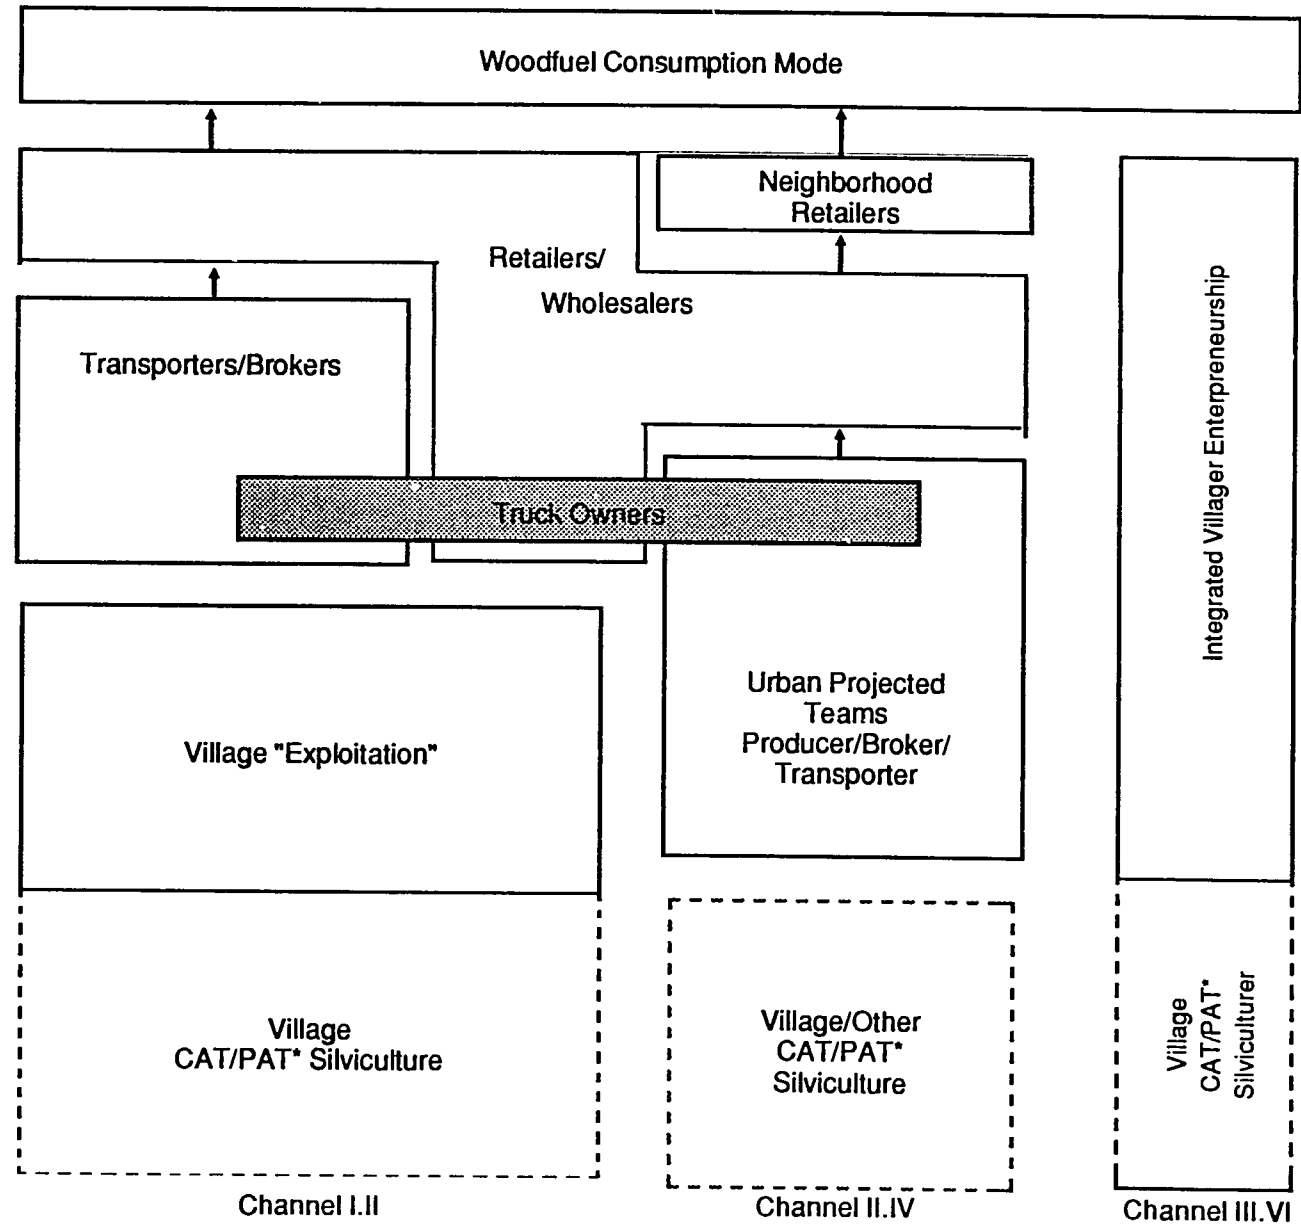 Woodfuel Consumption Mode
Neighborhood
Retailers
Retailers/
Wholesalers
Transporters/Brokers
Truck Owners
Integrated Villager Enterpreneurship
Village "Exploitation"
Urban Projected
Teams
Producer/Broker/
Transporter
Village
CAT/PAT* Silviculture
Village/Other
CAT/PAT*
Silviculture
Village
CAT/PAT*
Silviculturer
Channel I.II
Channel II.IV
Channel III.VI